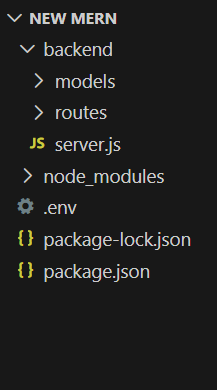 NEW MERN
backend
models
routes
JS server.js
node_modules
.env
{} package-lock.json
{} package.json